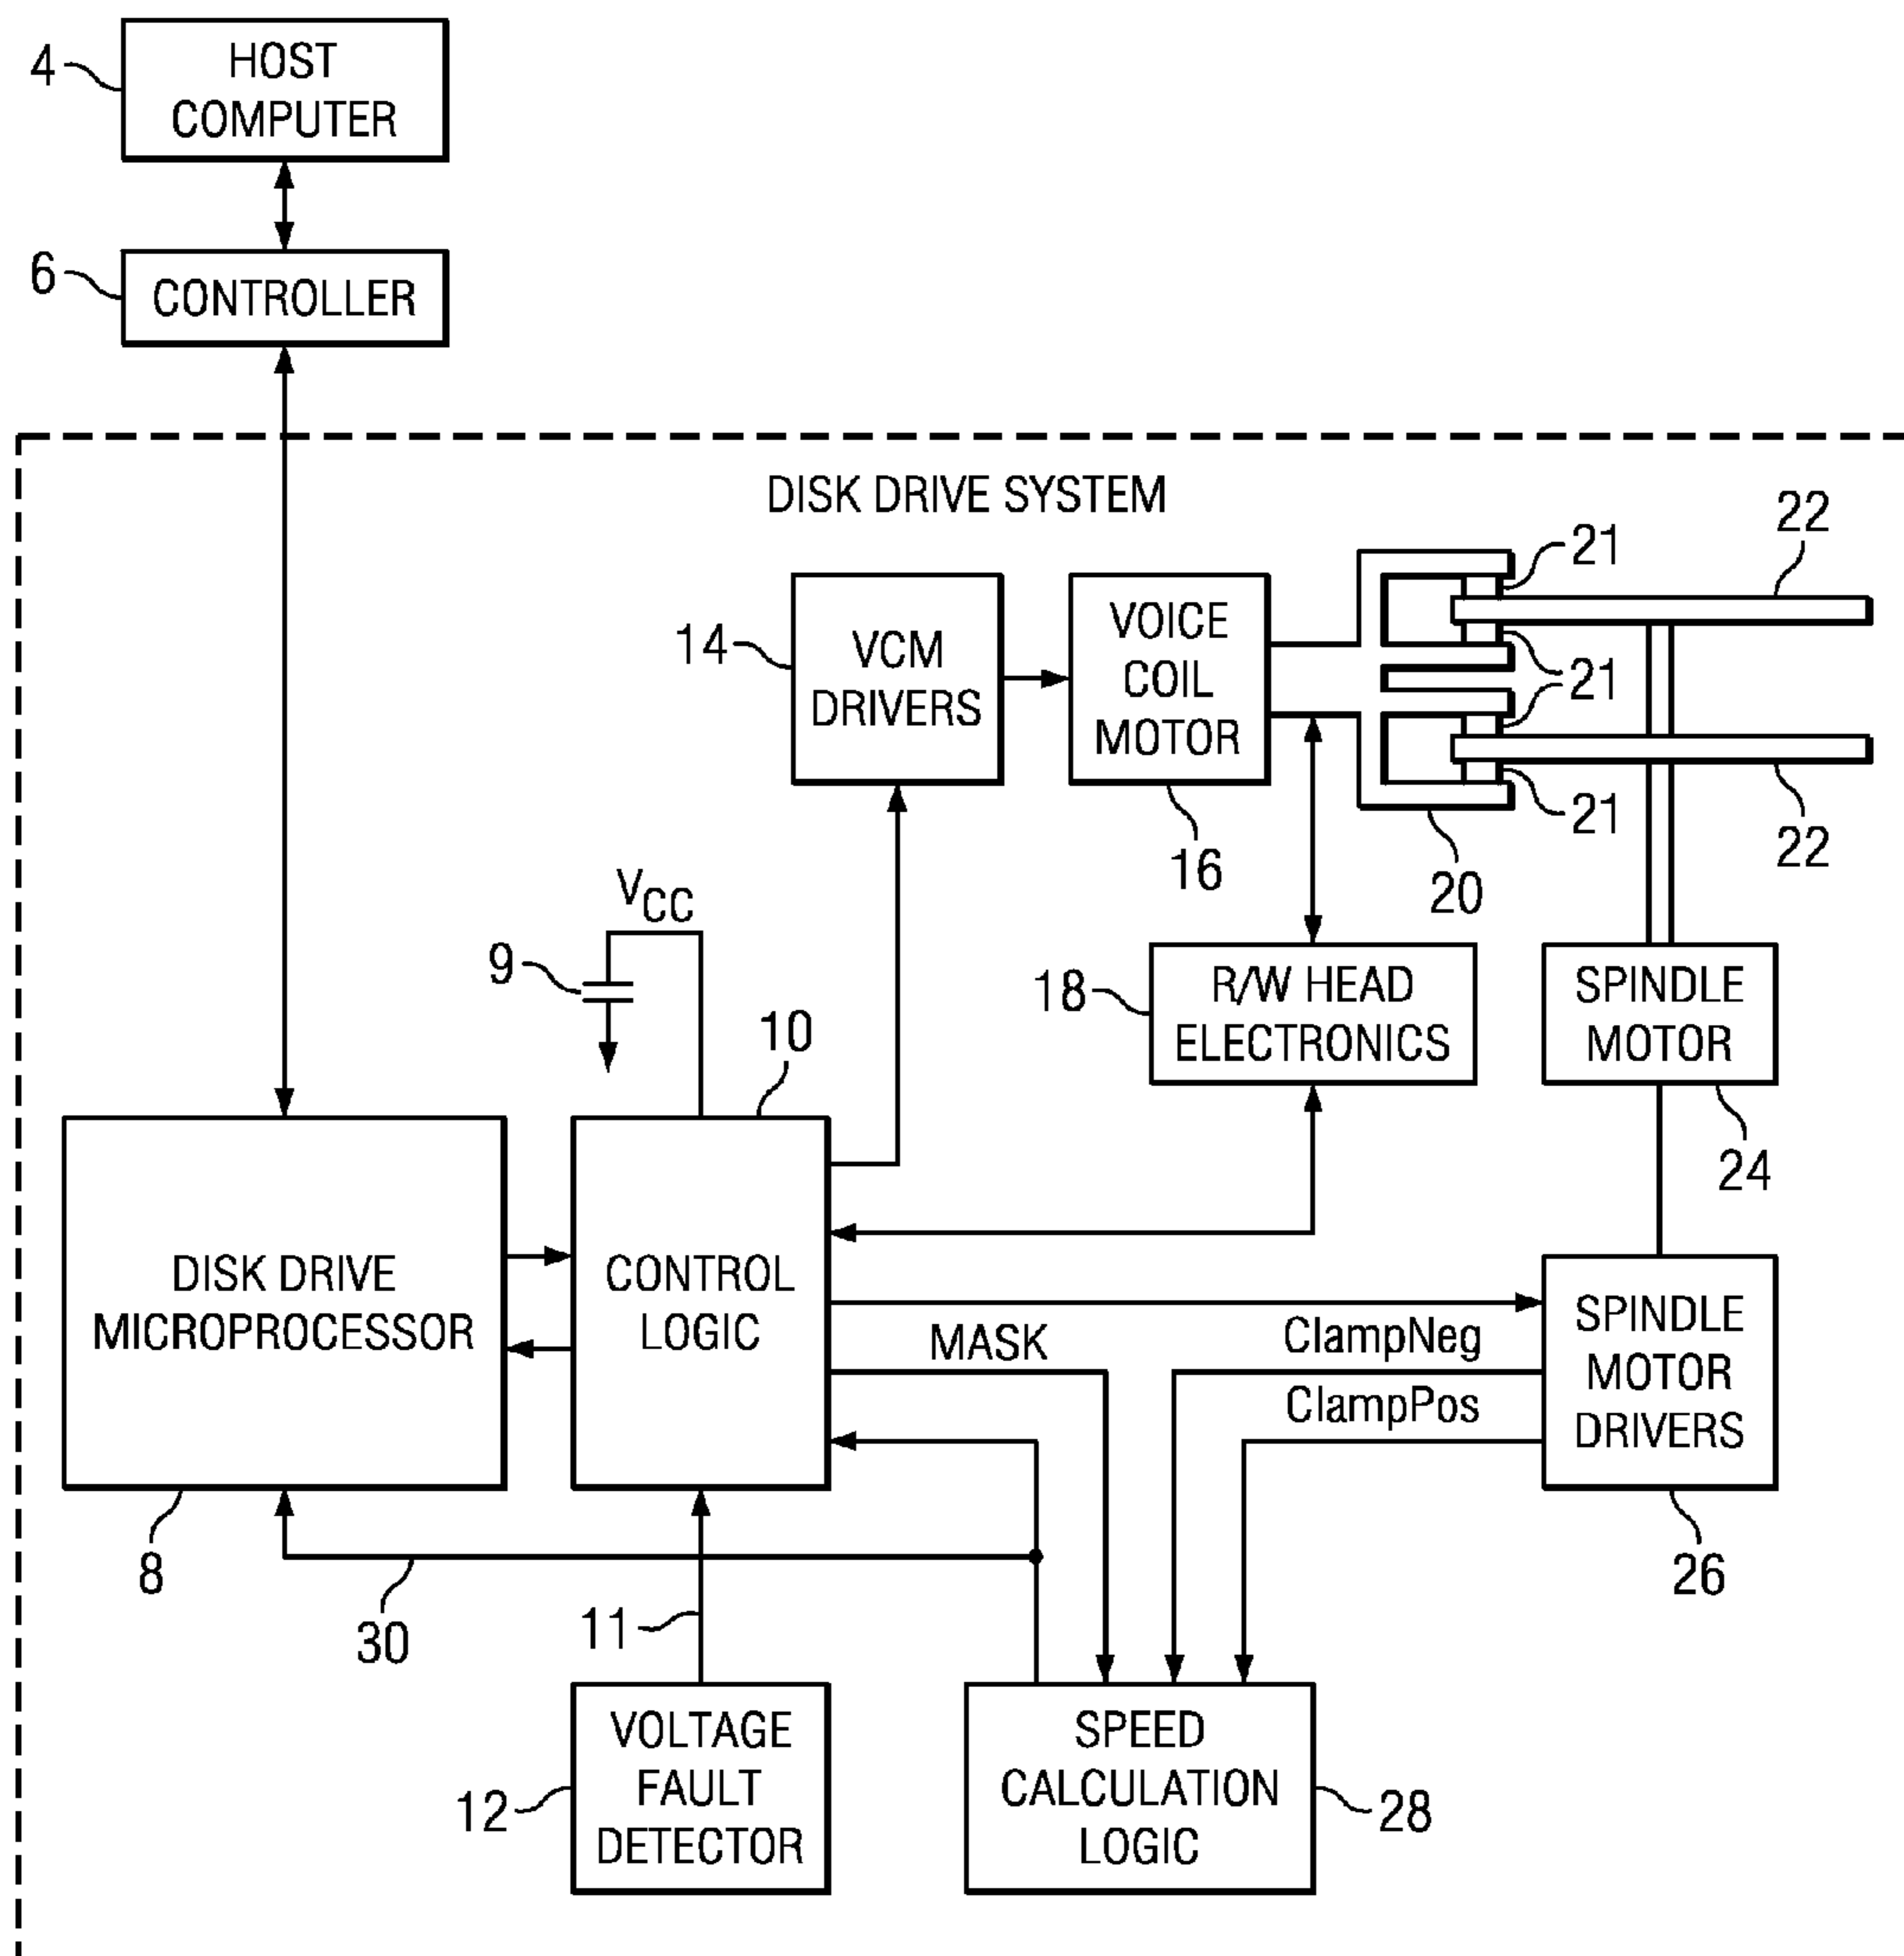 4
HOST
COMPUTER
6
CONTROLLER
DISK DRIVE SYSTEM
22
21
14
VCM
DRIVERS
VOICE
COIL
MOTOR
21
21
22
16
20
VCC
9
10
18
R/W HEAD
ELECTRONICS
SPINDLE
MOTOR
24
DISK DRIVE
MICROPROCESSOR
CONTROL
LOGIC
MASK
ClampNeg
ClampPos
SPINDLE
MOTOR
DRIVERS
8
30
11
26
12
VOLTAGE
FAULT
DETECTOR
SPEED
CALCULATION
LOGIC
28